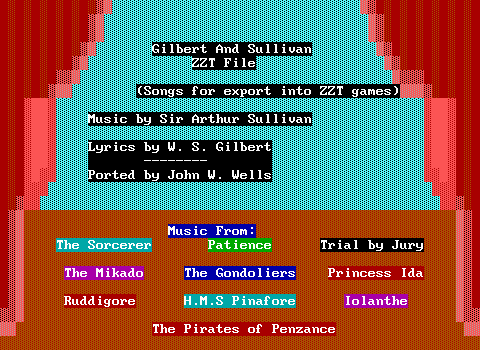 Gilbert And Sullivan
ZZT File
(Songs for export into ZZT games)
Music by Sir Arthur Sullivan
Lyrics by W. S. Gilbert
--------
Ported by John W. Wells
Music From:
The Sorcerer Patience Trial by Jury
The Mikado The Gondoliers Princess Ida
Ruddigore H.M.S Pinafore Iolanthe
The Pirates of Penzance